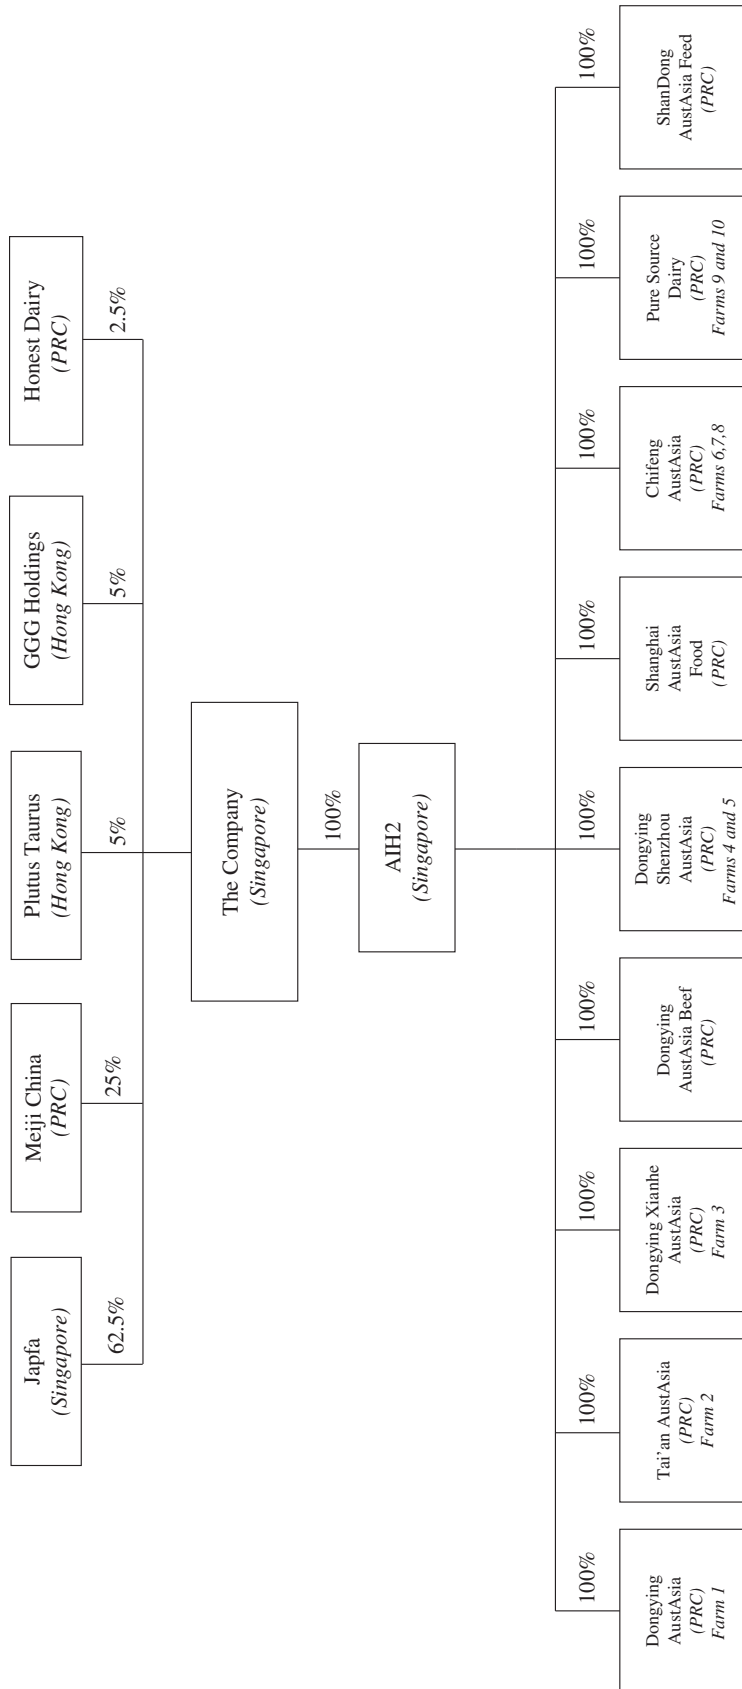 Japfa
(Singapore)
62.5%
Meiji China
(PRC)
25%
Plutus Taurus
(Hong Kong)
5%
GGG Holdings
(Hong Kong)
5%
Honest Dairy
(PRC)
2.5%
The Company
(Singapore)
100%
AIH2
(Singapore)
100%
Dongying
AustAsia
(PRC)
Farm 1
100%
Tai'an AustAsia
(PRC)
Farm 2
100%
Dongying Xianhe
AustAsia
(PRC)
Farm 3
100%
Dongying
AustAsia Beef
(PRC)
100%
Dongying
Shenzhou
AustAsia
(PRC)
Farms 4 and 5
100%
Shanghai
AustAsia
Food
(PRC)
100%
Chifeng
AustAsia
(PRC)
Farms 6,7,8
100%
Pure Source
Dairy
(PRC)
Farms 9 and 10
100%
ShanDong
AustAsia Feed
(PRC)